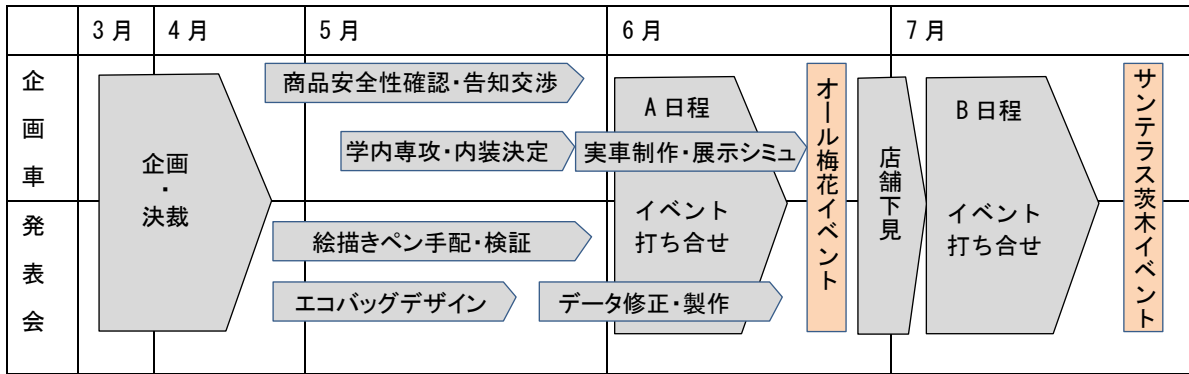 3月 4月 5月 6月 7月
企画車
発表会
企画
・
決裁
商品安全性確認・告知交渉
学内専攻・内装決定
実車制作・展示シミュ
絵描きペン手配・検証
エコバッグデザイン
データ修正・製作
A日程
イベント
打ち合せ
オール梅花イベント
店舗下見
B日程
イベント
打ち合せ
サンテラス茨木イベント